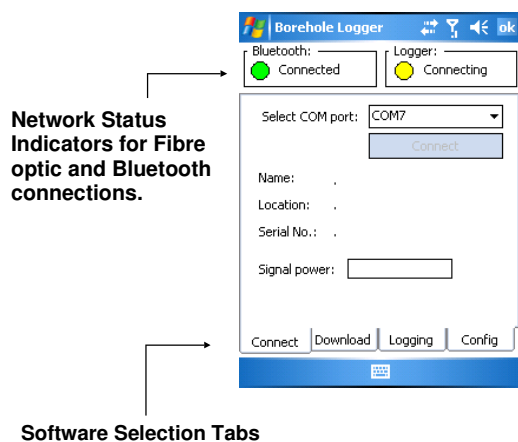 Borehole Logger ok
Bluetooth: Logger:
Connected Connecting
Network Status
Indicators for Fibre
optic and Bluetooth
connections.
Select COM port: COM7
Connect
Name: .
Location: .
Serial No.: .
Signal power:
Connect Download Logging Config
Software Selection Tabs